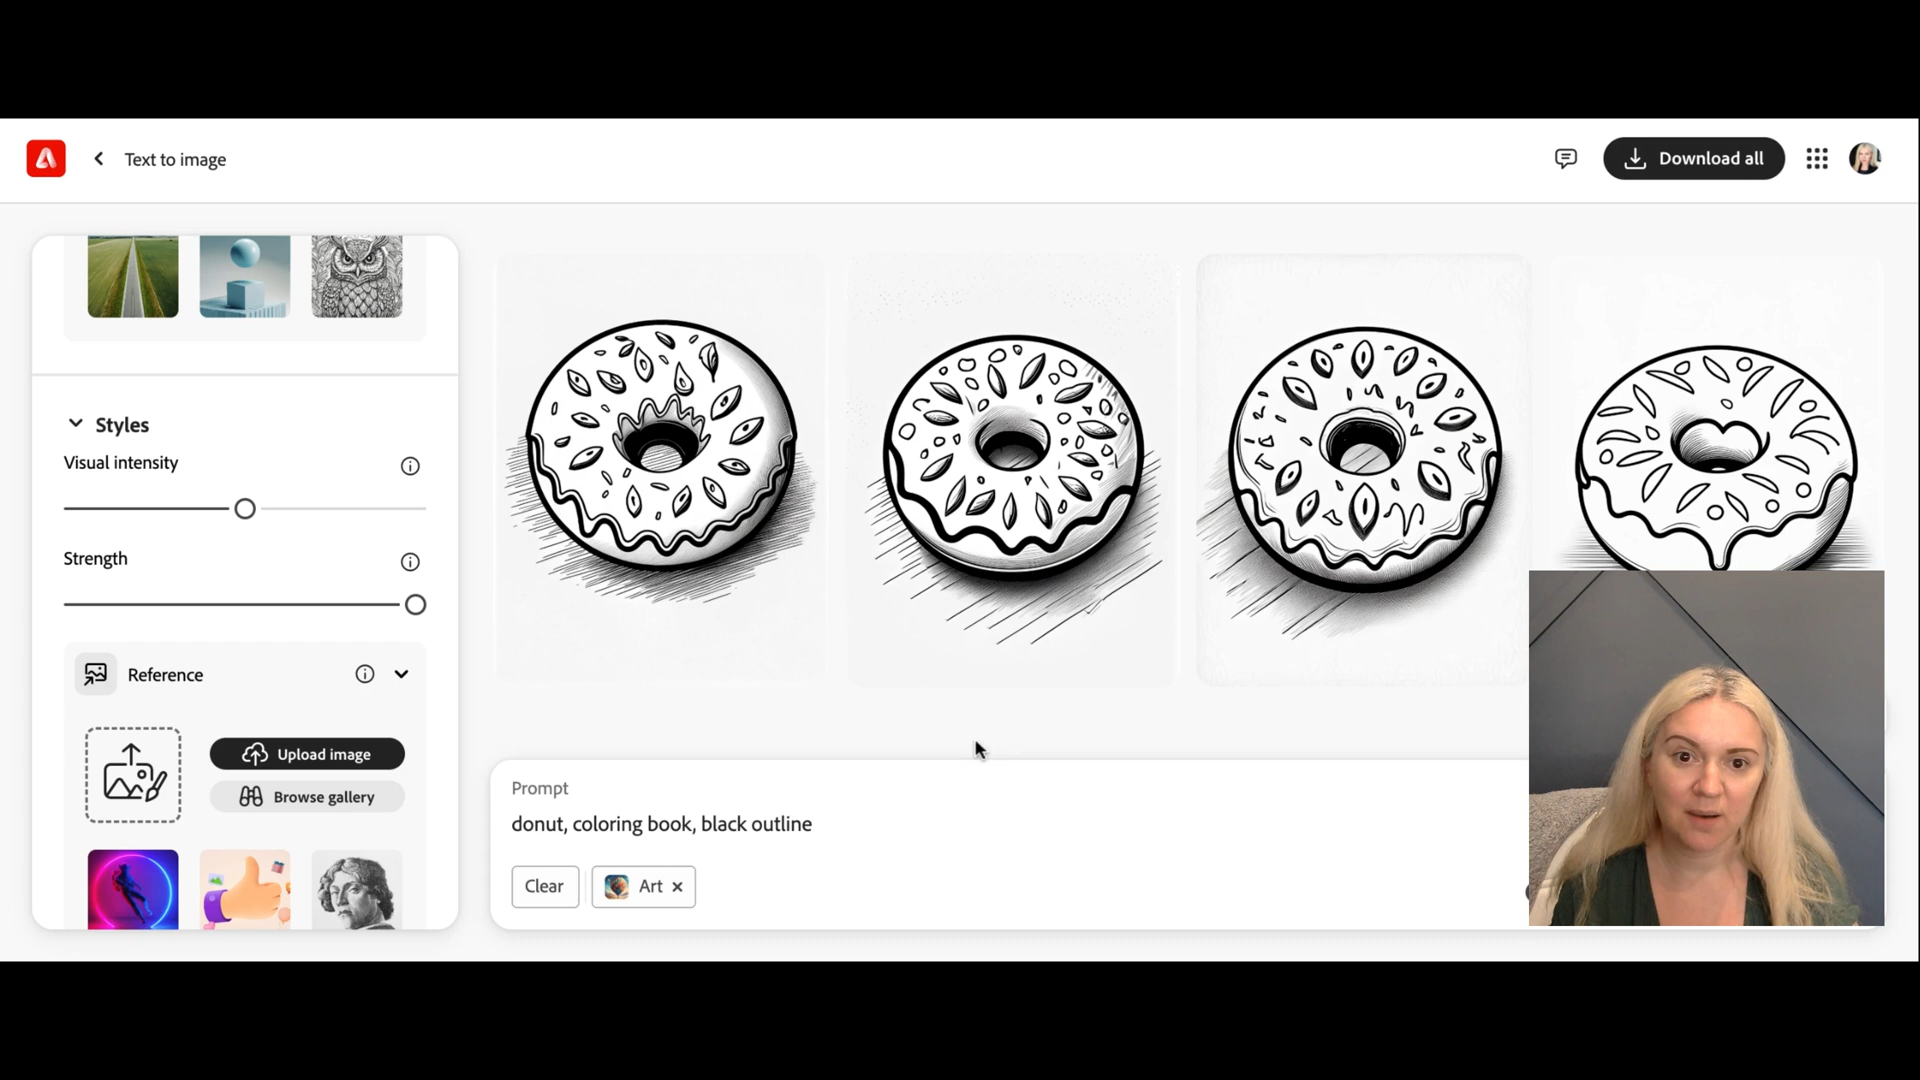 Text to image
Download all
Styles
Visual intensity
Strength
Reference
Upload image
Browse gallery
Prompt
donut, coloring book, black outline
Clear
Art